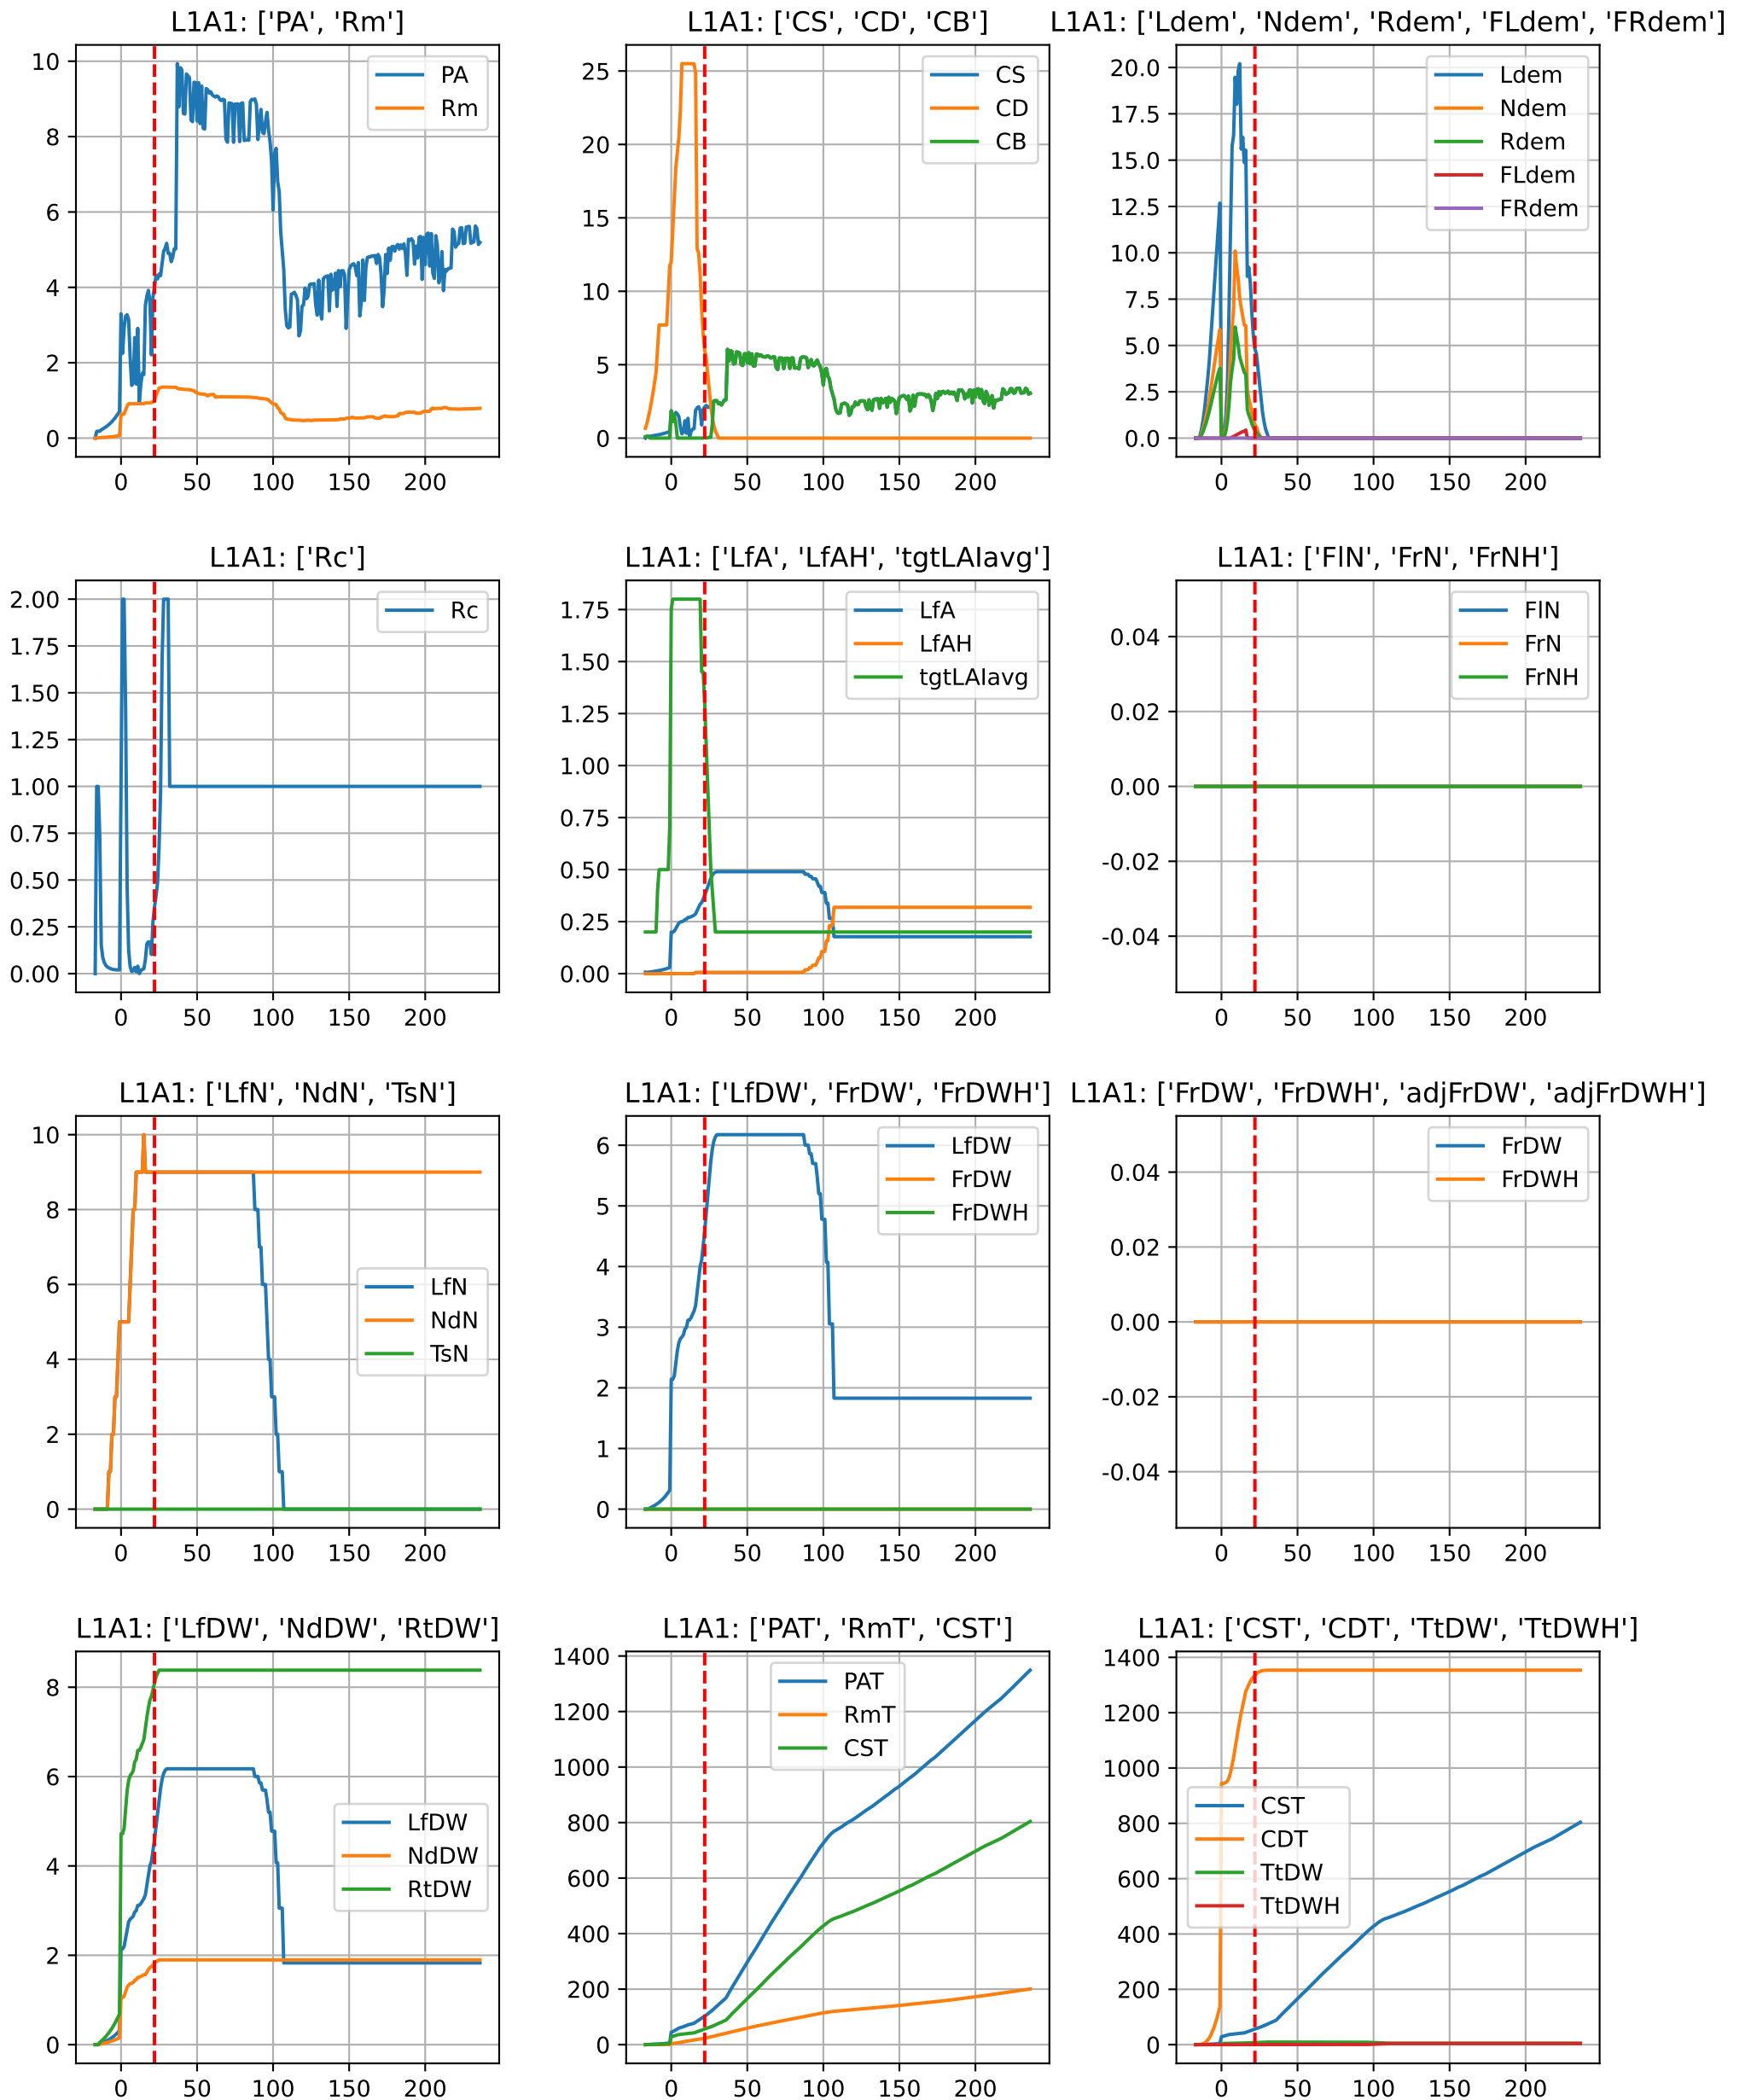 L1A1: ['PA', 'Rm']
10
8
6
4
2
0
0 50 100 150 200
PA
Rm
L1A1: ['CS', 'CD', 'CB']
25
20
15
10
5
0
0 50 100 150 200
CS
CD
CB
L1A1: ['Ldem', 'Ndem', 'Rdem', 'FLdem', 'FRdem']
20.0
17.5
15.0
12.5
10.0
7.5
5.0
2.5
0.0
0 50 100 150 200
Ldem
Ndem
Rdem
FLdem
FRdem
L1A1: ['Rc']
2.00
1.75
1.50
1.25
1.00
0.75
0.50
0.25
0.00
0 50 100 150 200
Rc
L1A1: ['LfA', 'LfAH', 'tgtLAIavg']
1.75
1.50
1.25
1.00
0.75
0.50
0.25
0.00
0 50 100 150 200
LfA
LfAH
tgtLAIavg
L1A1: ['FlN', 'FrN', 'FrNH']
0.04
0.02
0.00
-0.02
-0.04
0 50 100 150 200
FlN
FrN
FrNH
L1A1: ['LfN', 'NdN', 'TsN']
10
8
6
4
2
0
0 50 100 150 200
LfN
NdN
TsN
L1A1: ['LfDW', 'FrDW', 'FrDWH']
6
5
4
3
2
1
0
0 50 100 150 200
LfDW
FrDW
FrDWH
L1A1: ['FrDW', 'FrDWH', 'adjFrDW', 'adjFrDWH']
0.04
0.02
0.00
-0.02
-0.04
0 50 100 150 200
FrDW
FrDWH
L1A1: ['LfDW', 'NdDW', 'RtDW']
8
6
4
2
0
0 50 100 150 200
LfDW
NdDW
RtDW
L1A1: ['PAT', 'RmT', 'CST']
1400
1200
1000
800
600
400
200
0
0 50 100 150 200
PAT
RmT
CST
L1A1: ['CST', 'CDT', 'TtDW', 'TtDWH']
1400
1200
1000
800
600
400
200
0
0 50 100 150 200
CST
CDT
TtDW
TtDWH